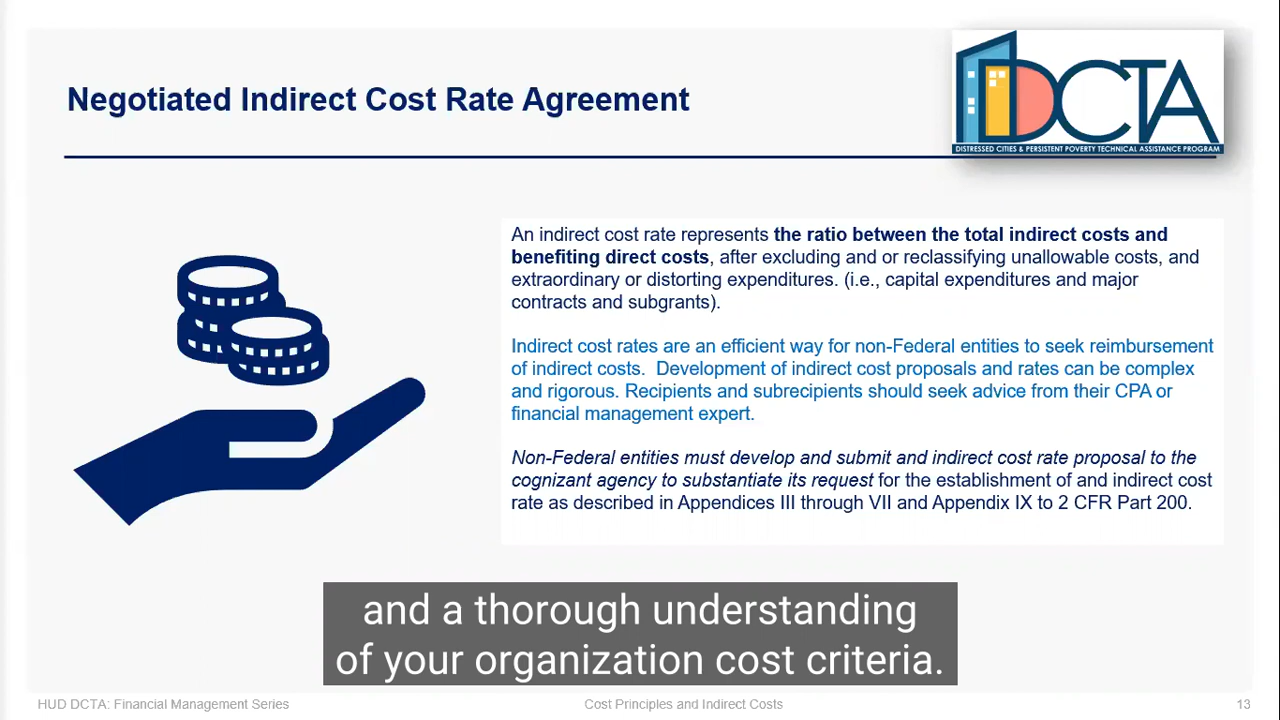 Negotiated Indirect Cost Rate Agreement
DCTA
DISTRESSED CITIES & PERSISTENT POVERTY TECHNICAL ASSISTANCE PROGRAM
An indirect cost rate represents the ratio between the total indirect costs and
benefiting direct costs, after excluding and or reclassifying unallowable costs, and
extraordinary or distorting expenditures. (i.e., capital expenditures and major
contracts and subgrants).
Indirect cost rates are an efficient way for non-Federal entities to seek reimbursement
of indirect costs.  Development of indirect cost proposals and rates can be complex
and rigorous. Recipients and subrecipients should seek advice from their CPA or
financial management expert.
Non-Federal entities must develop and submit and indirect cost rate proposal to the
cognizant agency to substantiate its request for the establishment of and indirect cost
rate as described in Appendices III through VII and Appendix IX to 2 CFR Part 200.
and a thorough understanding
of your organization cost criteria.
HUD DCTA: Financial Management Series
Cost Principles and Indirect Costs
13